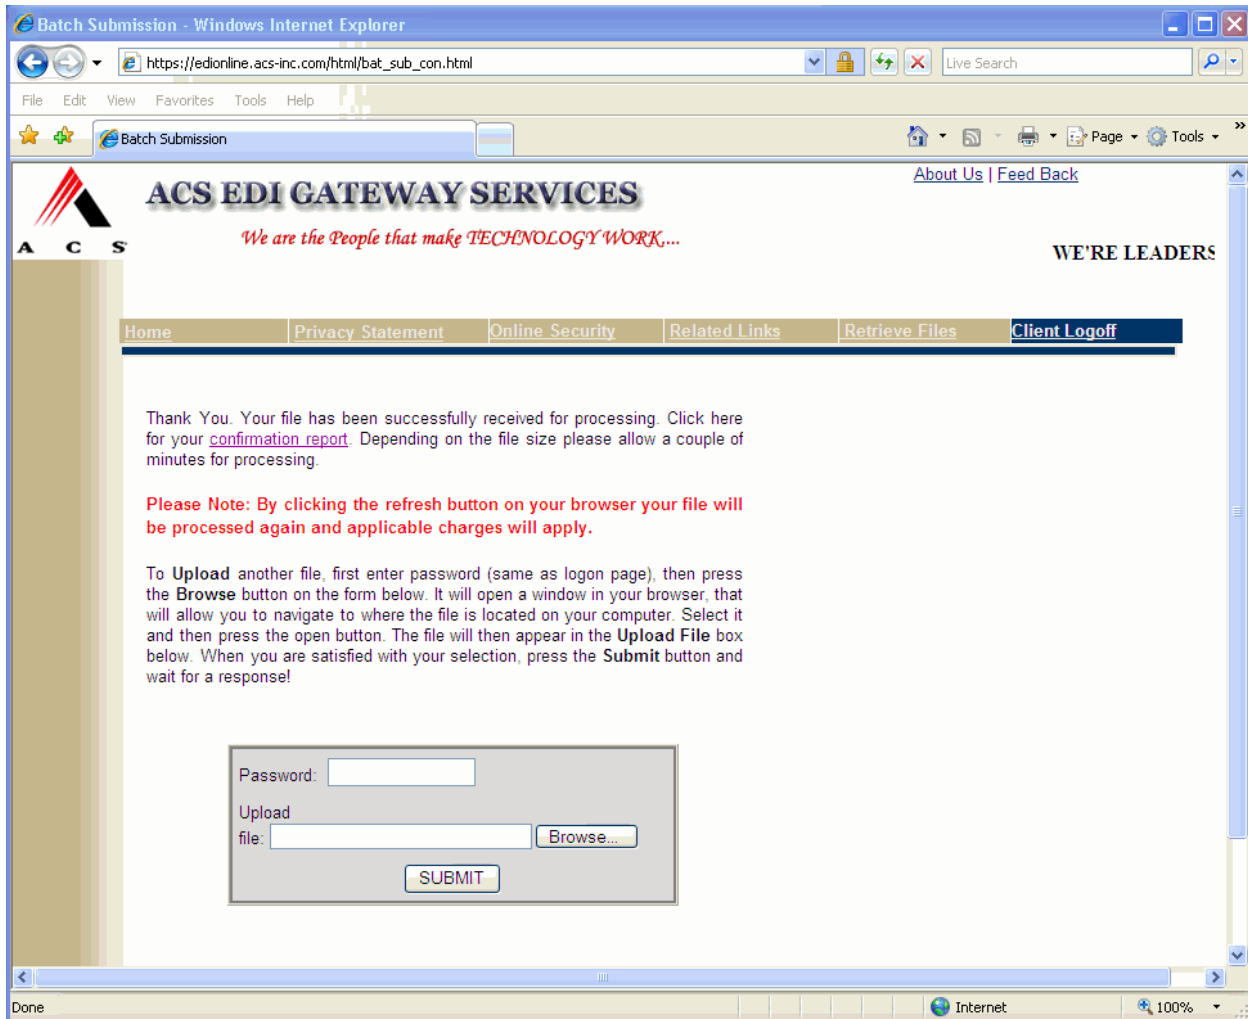 Batch Submission - Windows Internet Explorer
https://edionline.acs-inc.com/html/bat_sub_con.html
Live Search
File Edit View Favorites Tools Help
Batch Submission
Page Tools »
About Us | Feed Back
ACS EDI GATEWAY SERVICES
We are the People that make TECHNOLOGY WORK....
A C S
WE'RE LEADERS
Home Privacy Statement Online Security Related Links Retrieve Files Client Logoff
Thank You. Your file has been successfully received for processing. Click here
for your confirmation report. Depending on the file size please allow a couple of
minutes for processing.
Please Note: By clicking the refresh button on your browser your file will
be processed again and applicable charges will apply.
To Upload another file, first enter password (same as logon page), then press
the Browse button on the form below. It will open a window in your browser, that
will allow you to navigate to where the file is located on your computer. Select it
and then press the open button. The file will then appear in the Upload File box
below. When you are satisfied with your selection, press the Submit button and
wait for a response!
Password:
Upload
file: Browse...
SUBMIT
Done Internet 100%